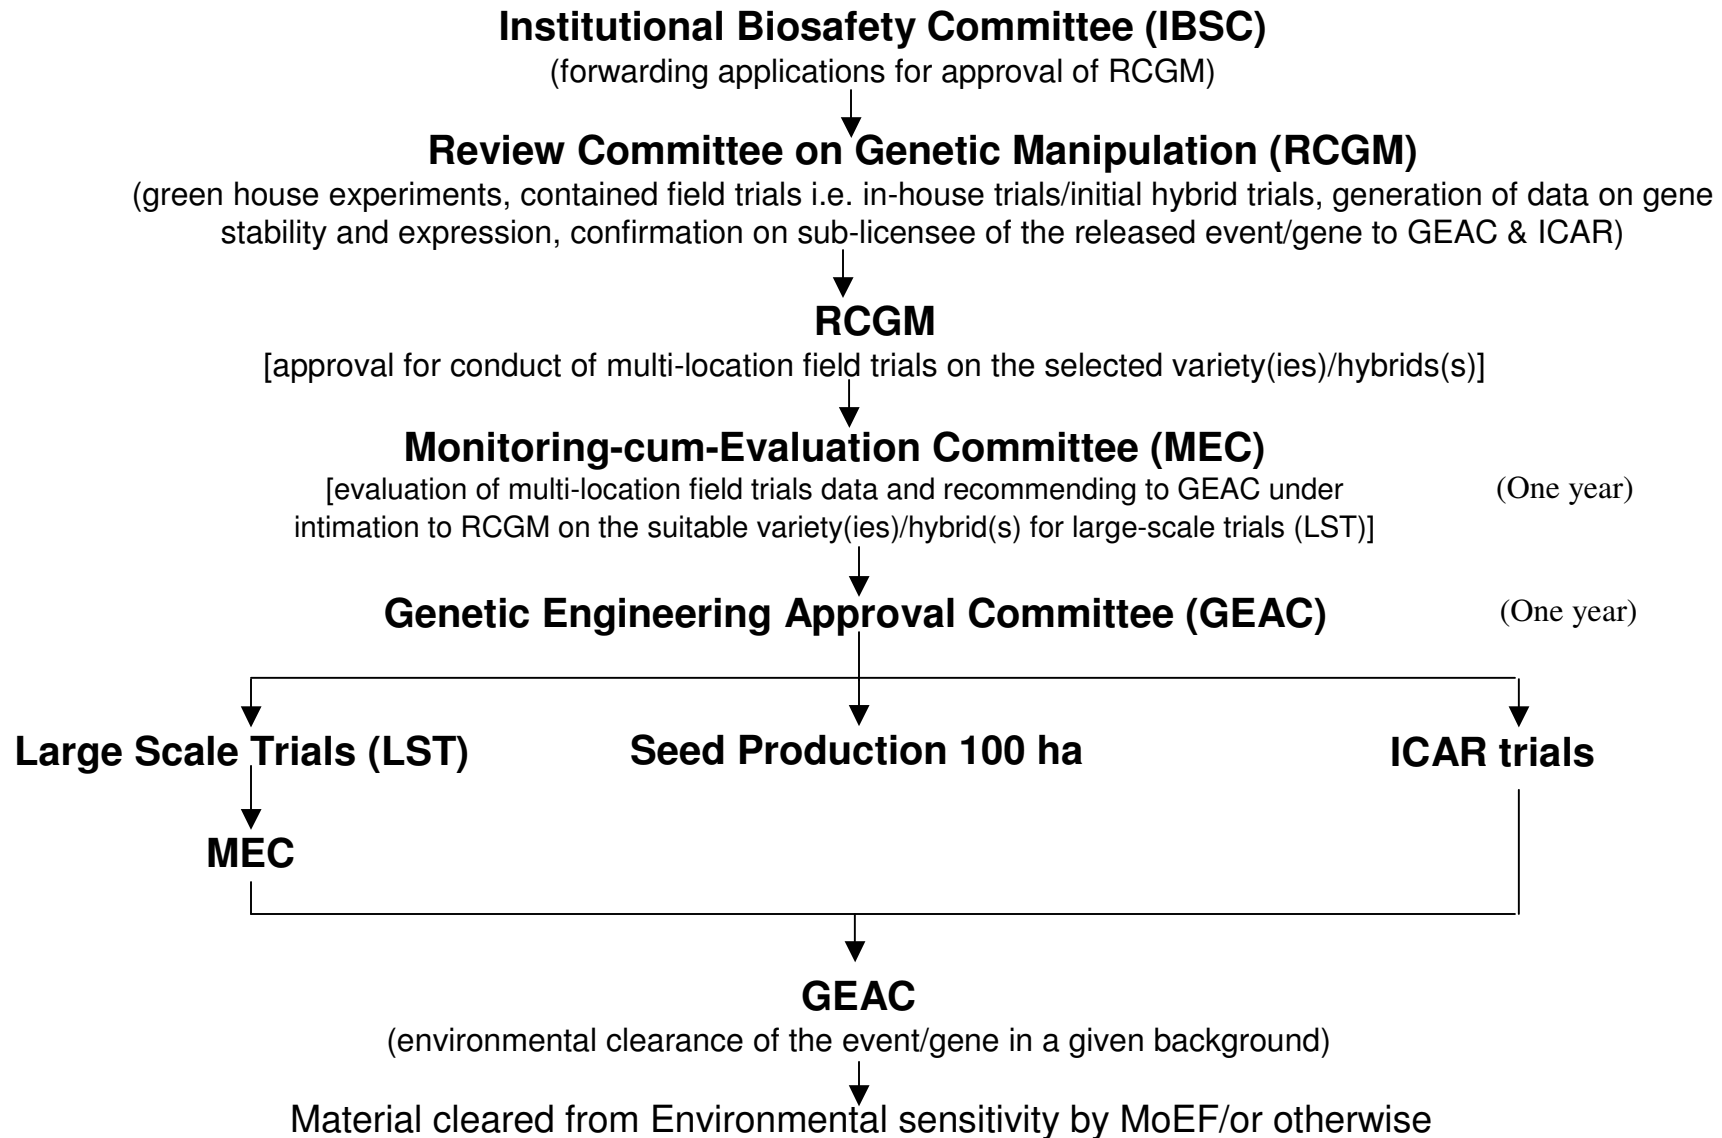 Institutional Biosafety Committee (IBSC)
(forwarding applications for approval of RCGM)
Review Committee on Genetic Manipulation (RCGM)
(green house experiments, contained field trials i.e. in-house trials/initial hybrid trials, generation of data on gene
stability and expression, confirmation on sub-licensee of the released event/gene to GEAC & ICAR)
RCGM
[approval for conduct of multi-location field trials on the selected variety(ies)/hybrids(s)]
Monitoring-cum-Evaluation Committee (MEC)
[evaluation of multi-location field trials data and recommending to GEAC under (One year)
intimation to RCGM on the suitable variety(ies)/hybrid(s) for large-scale trials (LST)]
Genetic Engineering Approval Committee (GEAC) (One year)
Large Scale Trials (LST) Seed Production 100 ha ICAR trials
MEC
GEAC
(environmental clearance of the event/gene in a given background)
Material cleared from Environmental sensitivity by MoEF/or otherwise